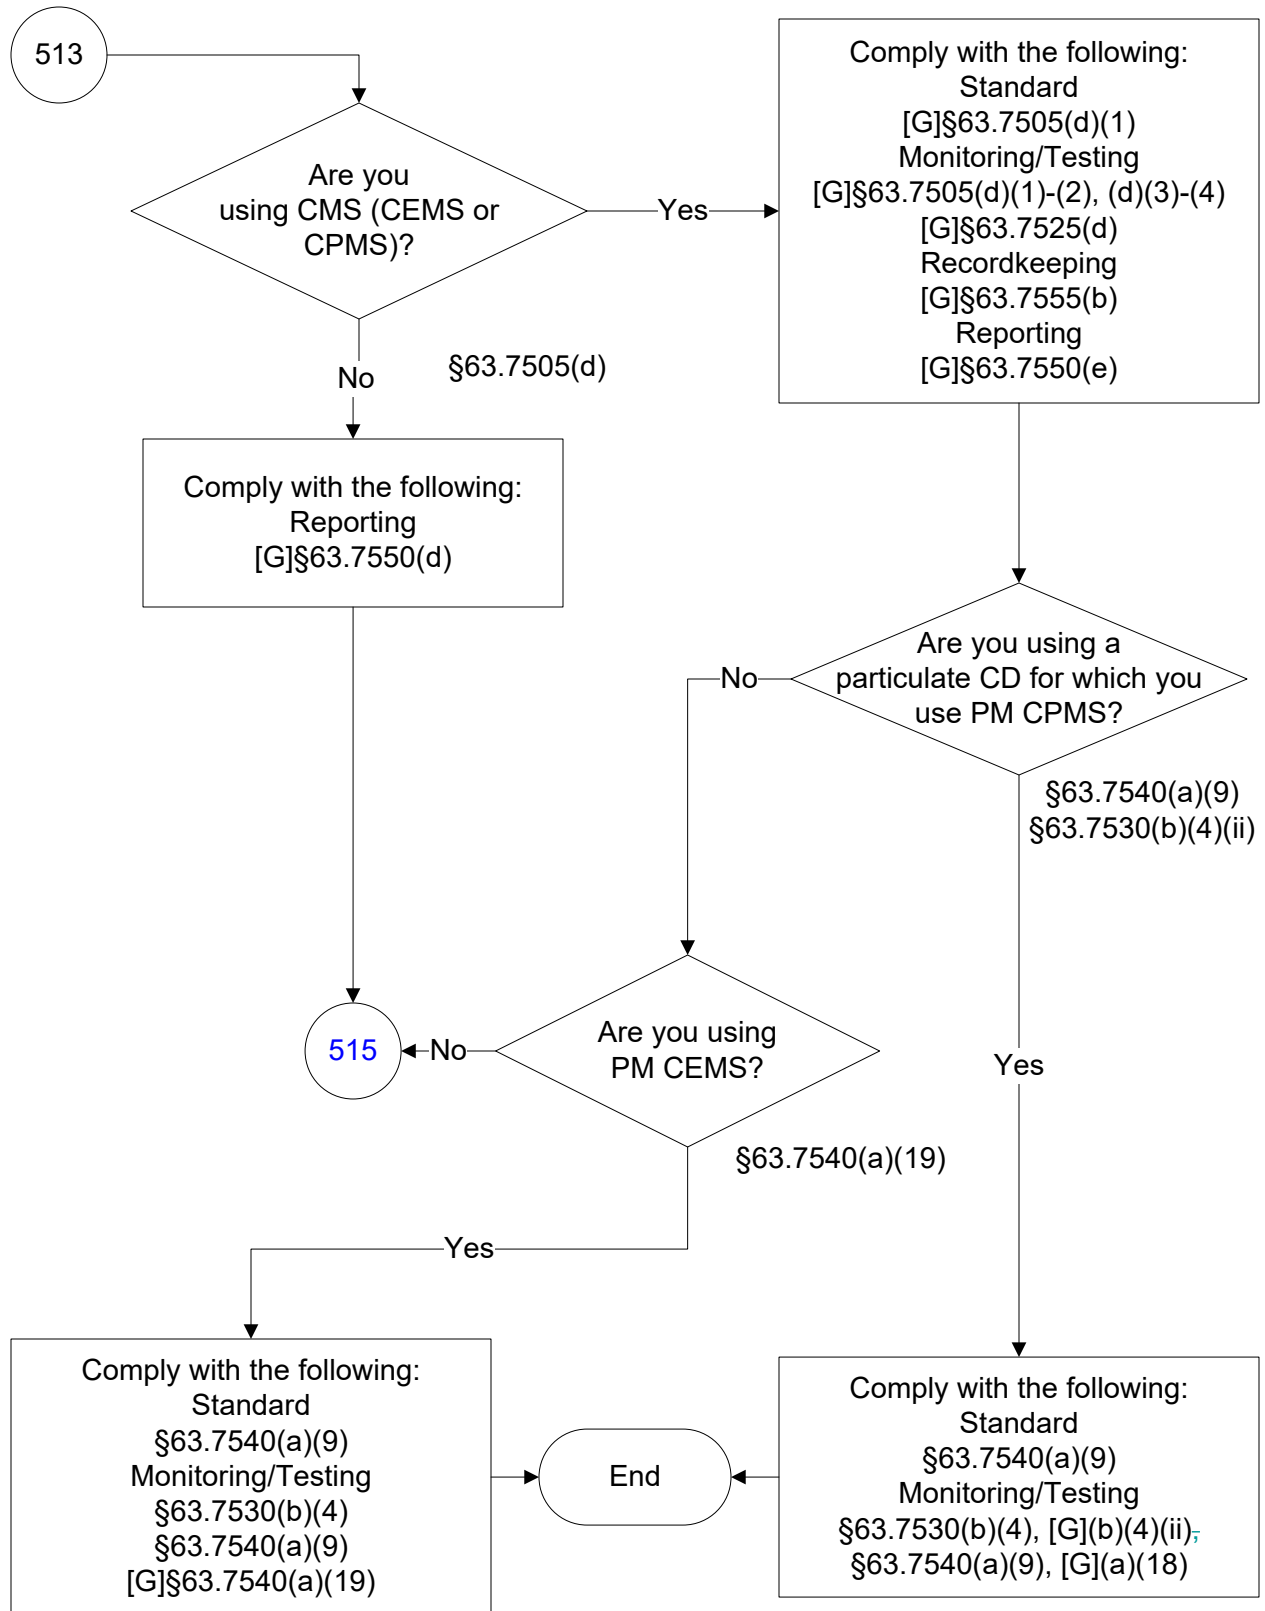 513
Are you
using CMS (CEMS or
CPMS)?
Yes
Comply with the following:
Standard
[G]§63.7505(d)(1)
Monitoring/Testing
[G]§63.7505(d)(1)-(2), (d)(3)-(4)
[G]§63.7525(d)
Recordkeeping
[G]§63.7555(b)
Reporting
[G]§63.7550(e)
No
§63.7505(d)
Comply with the following:
Reporting
[G]§63.7550(d)
Are you using a
particulate CD for which you
use PM CPMS?
No
§63.7540(a)(9)
§63.7530(b)(4)(ii)
Are you using
PM CEMS?
No
515
Yes
§63.7540(a)(19)
Yes
Comply with the following:
Standard
§63.7540(a)(9)
Monitoring/Testing
§63.7530(b)(4)
§63.7540(a)(9)
[G]§63.7540(a)(19)
End
Comply with the following:
Standard
§63.7540(a)(9)
Monitoring/Testing
§63.7530(b)(4), [G](b)(4)(ii),
§63.7540(a)(9), [G](a)(18)